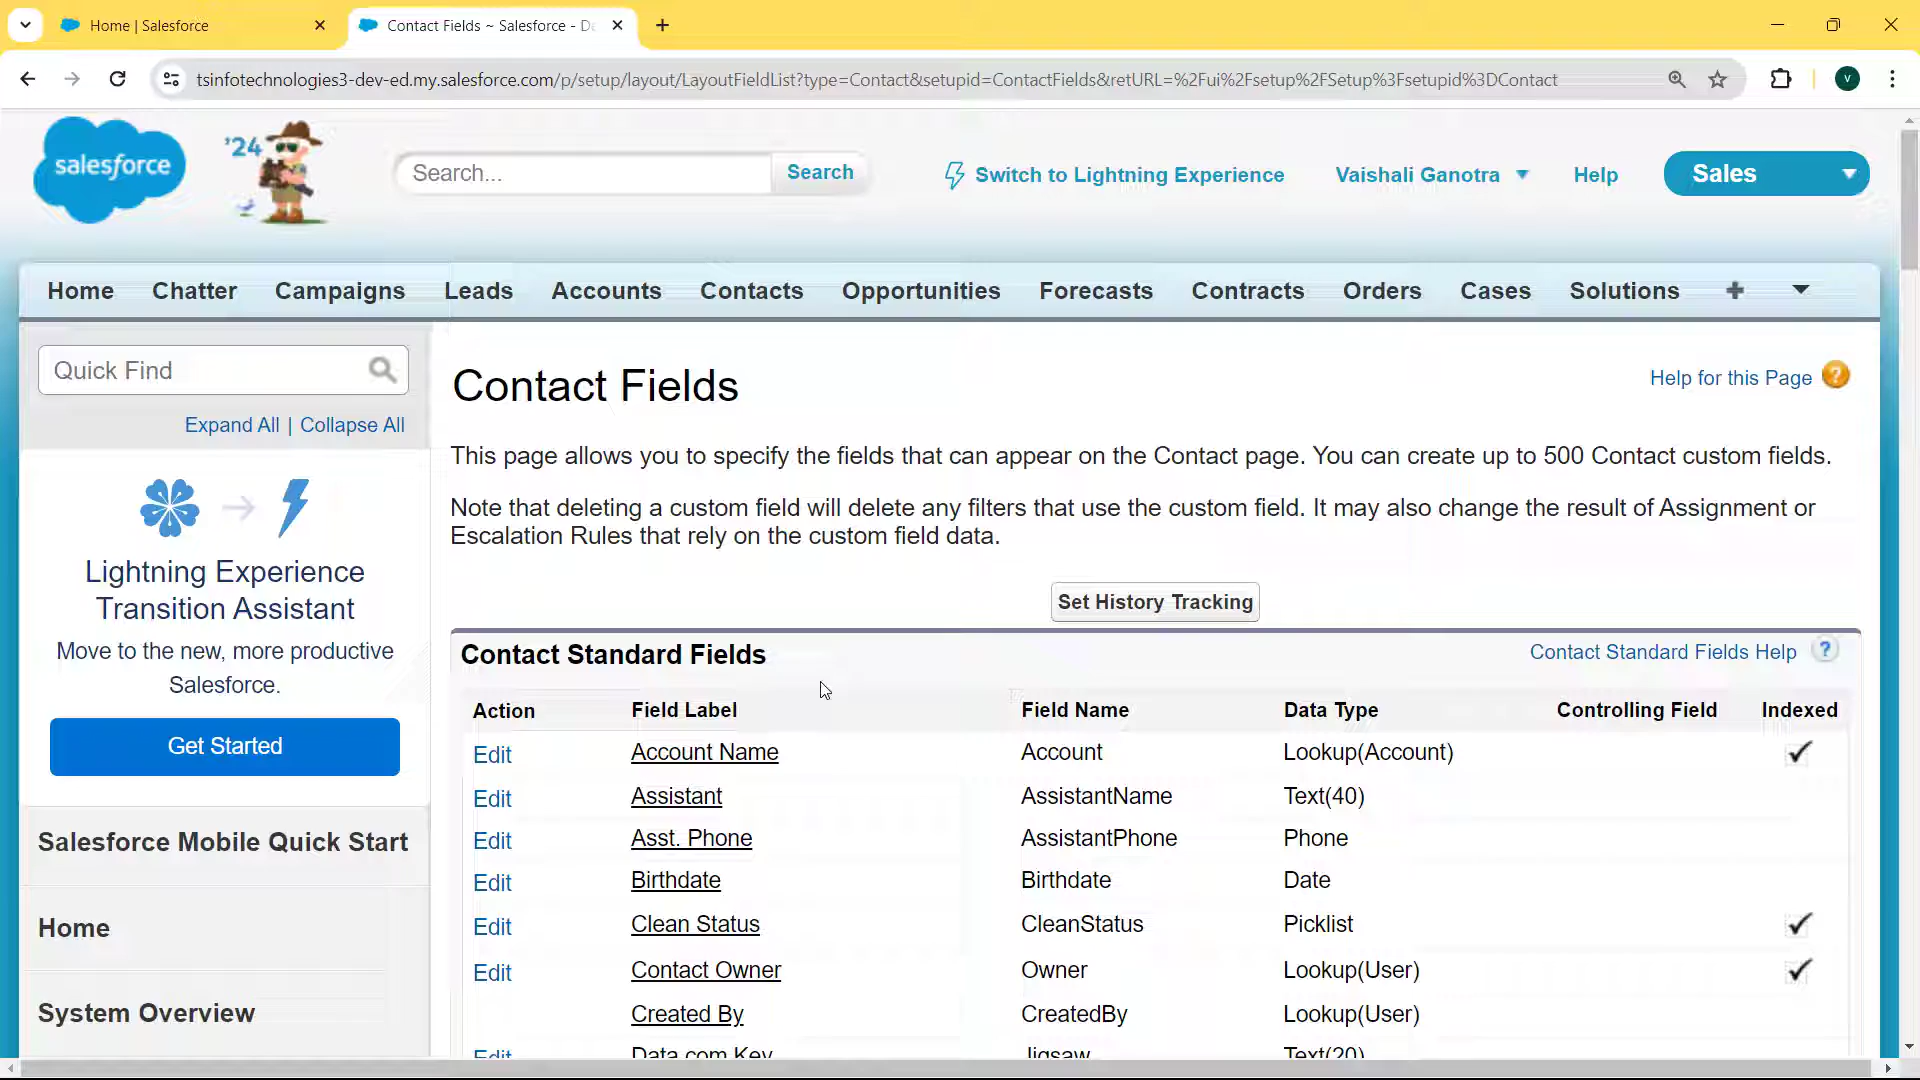 Home | Salesforce
Contact Fields ~ Salesforce - De
tsinfotechnologies3-dev-ed.my.salesforce.com/p/setup/layout/LayoutFieldList?type=Contact&setupid=ContactFields&retURL=%2Fui%2Fsetup%2FSetup%3Fsetupid%3DContact
V
salesforce
'24
Search...
Search
Switch to Lightning Experience
Vaishali Ganotra
Help
Sales
Home Chatter Campaigns Leads Accounts Contacts Opportunities Forecasts Contracts Orders Cases Solutions +
Quick Find
Expand All | Collapse All
Lightning Experience
Transition Assistant
Move to the new, more productive
Salesforce.
Get Started
Salesforce Mobile Quick Start
Home
System Overview
Contact Fields
Help for this Page ?
This page allows you to specify the fields that can appear on the Contact page. You can create up to 500 Contact custom fields.
Note that deleting a custom field will delete any filters that use the custom field. It may also change the result of Assignment or
Escalation Rules that rely on the custom field data.
Set History Tracking
Contact Standard Fields
Contact Standard Fields Help ?
Action Field Label Field Name Data Type Controlling Field Indexed
Edit Account Name Account Lookup(Account)
Edit Assistant AssistantName Text(40)
Edit Asst. Phone AssistantPhone Phone
Edit Birthdate Birthdate Date
Edit Clean Status CleanStatus Picklist
Edit Contact Owner Owner Lookup(User)
Created By CreatedBy Lookup(User)
Edit Data.com Key Jigsaw Text(20)